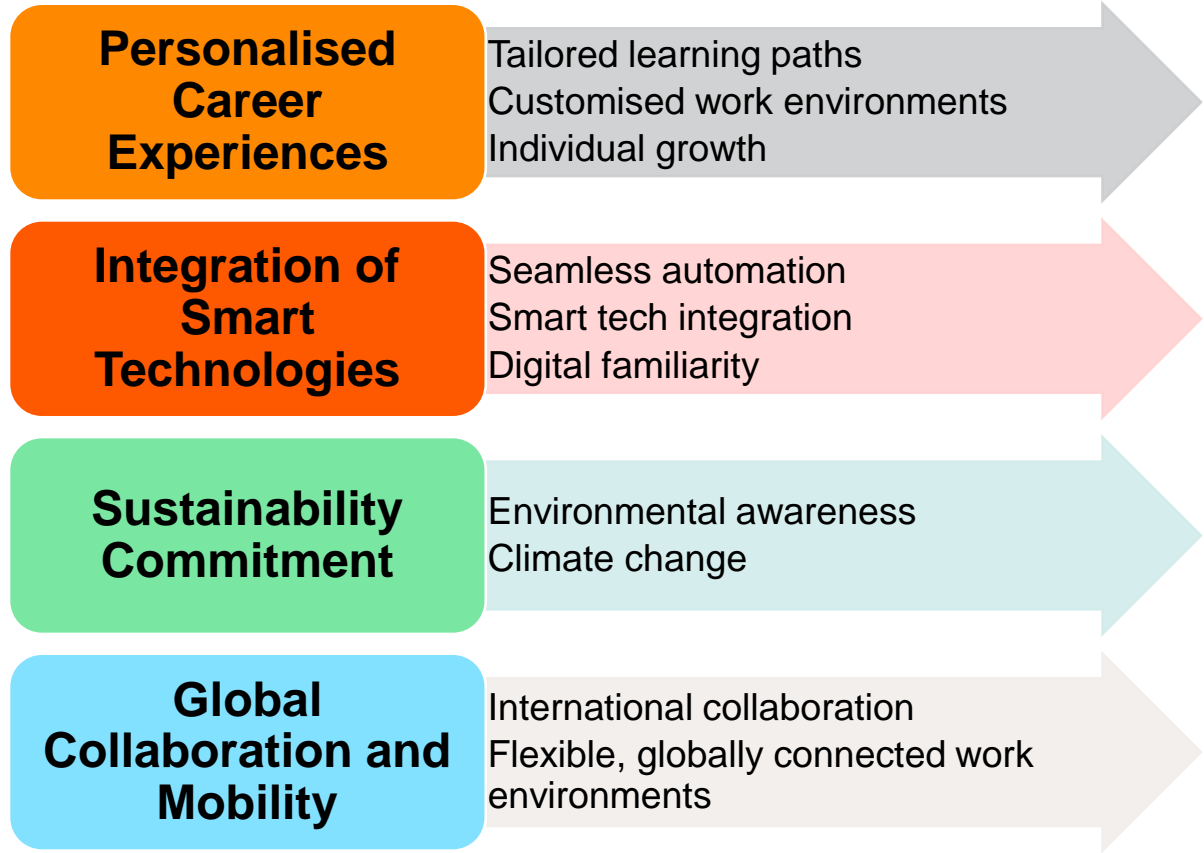 Personalised
Career
Experiences
Tailored learning paths
Customised work environments
Individual growth
Integration of
Smart
Technologies
Seamless automation
Smart tech integration
Digital familiarity
Sustainability
Commitment
Environmental awareness
Climate change
Global
Collaboration and
Mobility
International collaboration
Flexible, globally connected work
environments